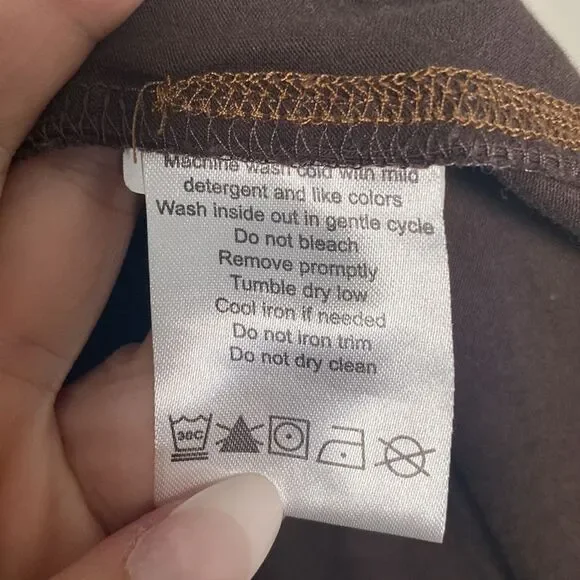 Machine wash cold with mild
detergent and like colors
Wash inside out in gentle cycle
Do not bleach
Remove promptly
Tumble dry low
Cool iron if needed
Do not iron trim
Do not dry clean
30C